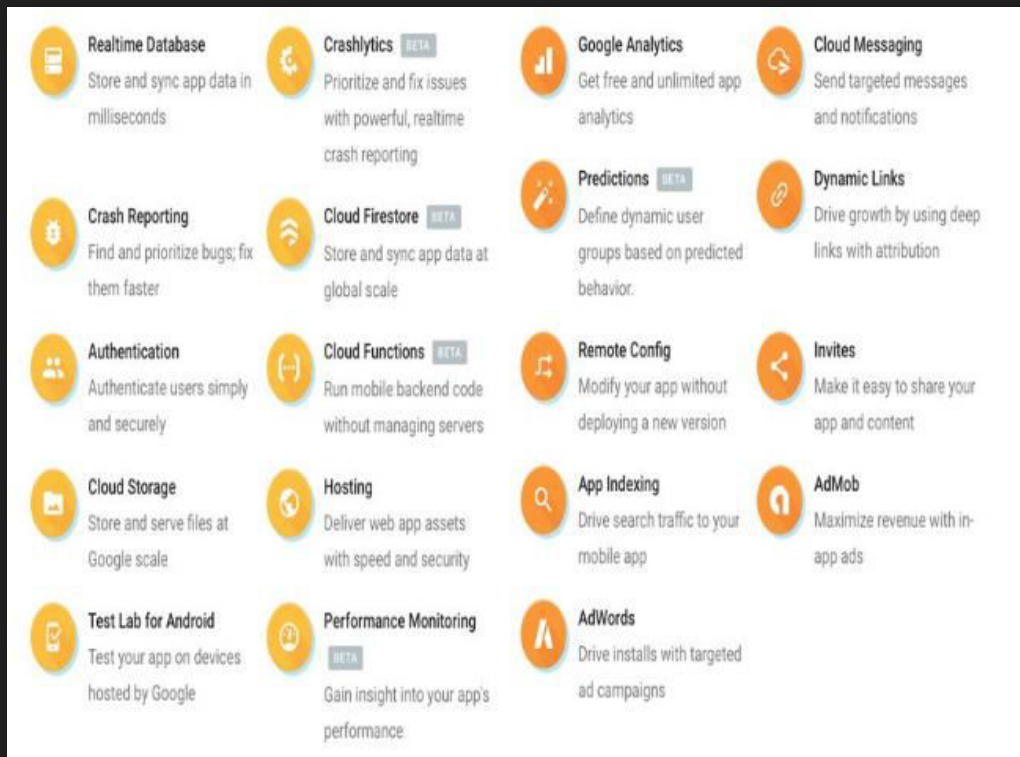 Realtime Database
Store and sync app data in
milliseconds
Crash Reporting
Find and prioritize bugs; fix
them faster
Authentication
Authenticate users simply
and securely
Cloud Storage
Store and serve files at
Google scale
Test Lab for Android
Test your app on devices
hosted by Google
Crashlytics BETA
Prioritize and fix issues
with powerful, realtime
crash reporting
Cloud Firestore BETA
Store and sync app data at
global scale
Cloud Functions BETA
Run mobile backend code
without managing servers
Hosting
Deliver web app assets
with speed and security
Performance Monitoring
BETA
Gain insight into your app's
performance
Google Analytics
Get free and unlimited app
analytics
Predictions BETA
Define dynamic user
groups based on predicted
behavior.
Remote Config
Modify your app without
deploying a new version
App Indexing
Drive search traffic to your
mobile app
AdWords
Drive installs with targeted
ad campaigns
Cloud Messaging
Send targeted messages
and notifications
Dynamic Links
Drive growth by using deep
links with attribution
Invites
Make it easy to share your
app and content
AdMob
Maximize revenue with in-
app ads